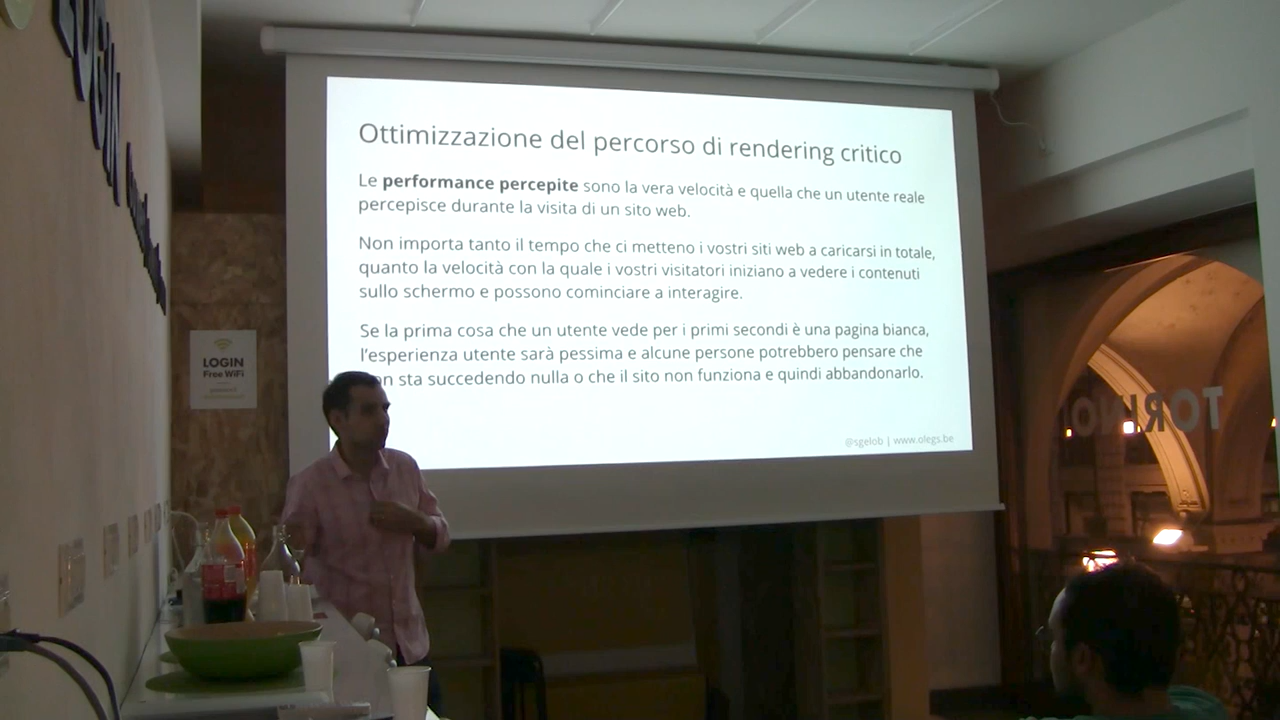 LOGIN
Ottimizzazione del percorso di rendering critico
Le performance percepite sono la vera velocità e quella che un utente reale
percepisce durante la visita di un sito web.
Non importa tanto il tempo che ci metteno i vostri siti web a caricarsi in totale,
quanto la velocità con la quale i vostri visitatori iniziano a vedere i contenuti
sullo schermo e possono cominciare a interagire.
Se la prima cosa che un utente vede per i primi secondi è una pagina bianca,
l'esperienza utente sarà pessima e alcune persone potrebbero pensare che
sta succedendo nulla o che il sito non funziona e quindi abbandonarlo.
@sgelob | www.olegs.be
LOGIN
Free WiFi
TORINO